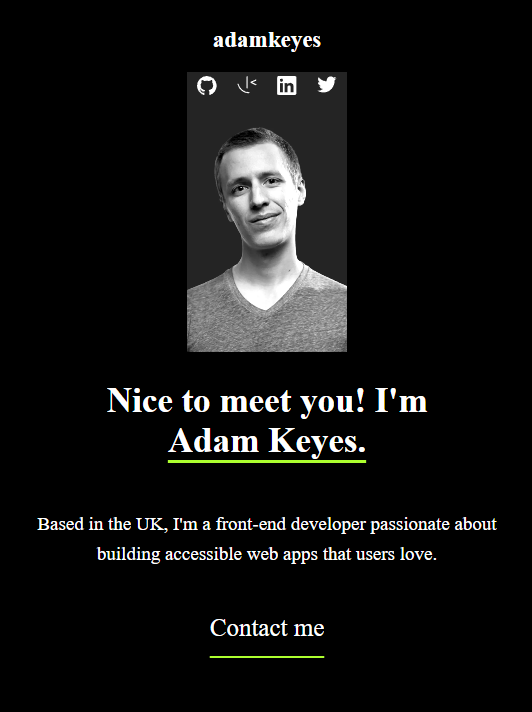 adamkeyes
Nice to meet you! I'm
Adam Keyes.
Based in the UK, I'm a front-end developer passionate about
building accessible web apps that users love.
Contact me